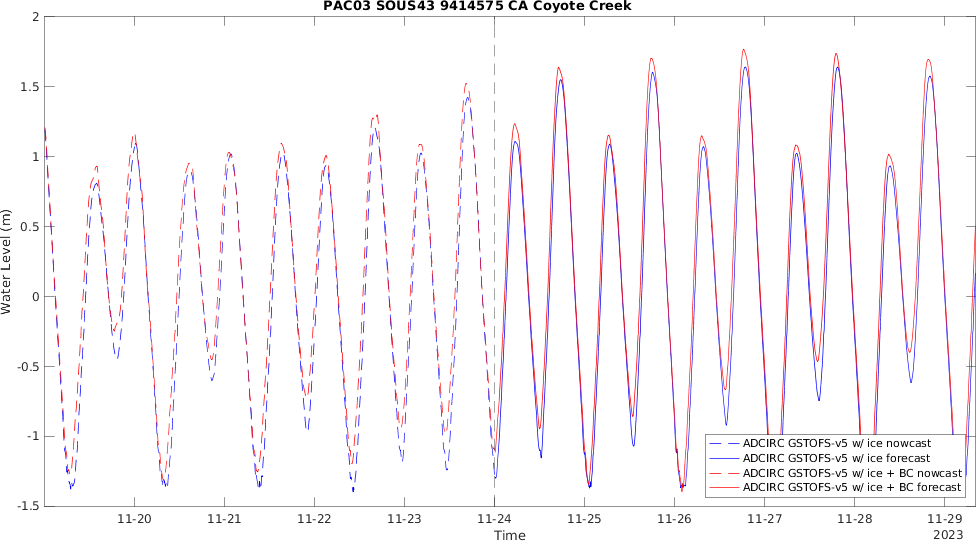 PAC03 SOUS43 9414575 CA Coyote Creek
2
1.5
1
0.5
0
-0.5
-1
-1.5
Water Level (m)
11-20 11-21 11-22 11-23 11-24 11-25 11-26 11-27 11-28 11-29
Time
2023
ADCIRC GSTOFS-v5 w/ ice nowcast
ADCIRC GSTOFS-v5 w/ ice forecast
ADCIRC GSTOFS-v5 w/ ice + BC nowcast
ADCIRC GSTOFS-v5 w/ ice + BC forecast